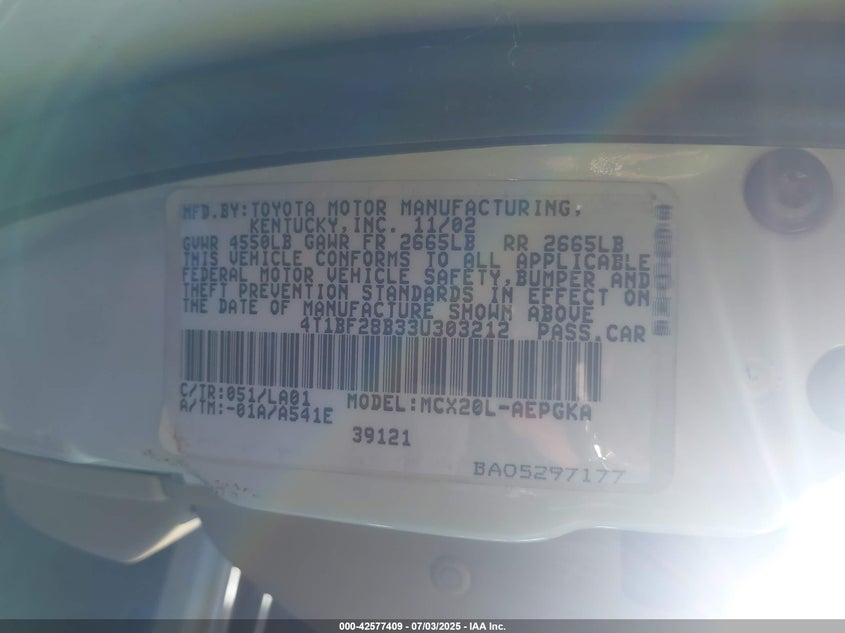 MFD.BY:TOYOTA MOTOR MANUFACTURING,
KENTUCKY,INC. 11/02
GVWR 4550LB GAWR FR 2665LB RR 2665LB
THIS VEHICLE CONFORMS TO ALL APPLICABLE
FEDERAL MOTOR VEHICLE SAFETY,BUMPER AND
THEFT PREVENTION STANDARDS IN EFFECT ON
THE DATE OF MANUFACTURE SHOWN ABOVE
4T1BF28B33U303212 PASS.CAR
C/TR:051/LA01 MODEL:MCX20L-AEPGKA
A/TM:-01A/A541E
39121
BA05297177
000-42577409 - 07/03/2025 - IAA Inc.